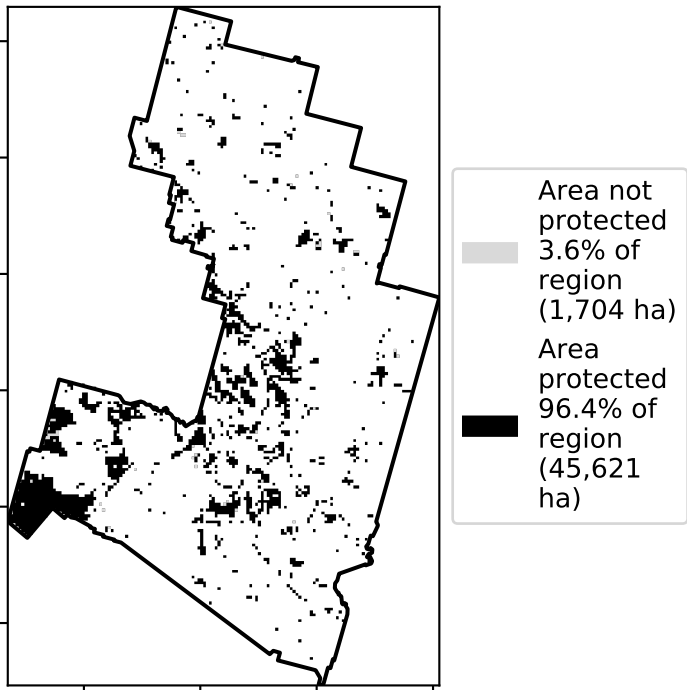 Area not
protected
3.6% of
region
(1,704 ha)
Area
protected
96.4% of
region
(45,621
ha)